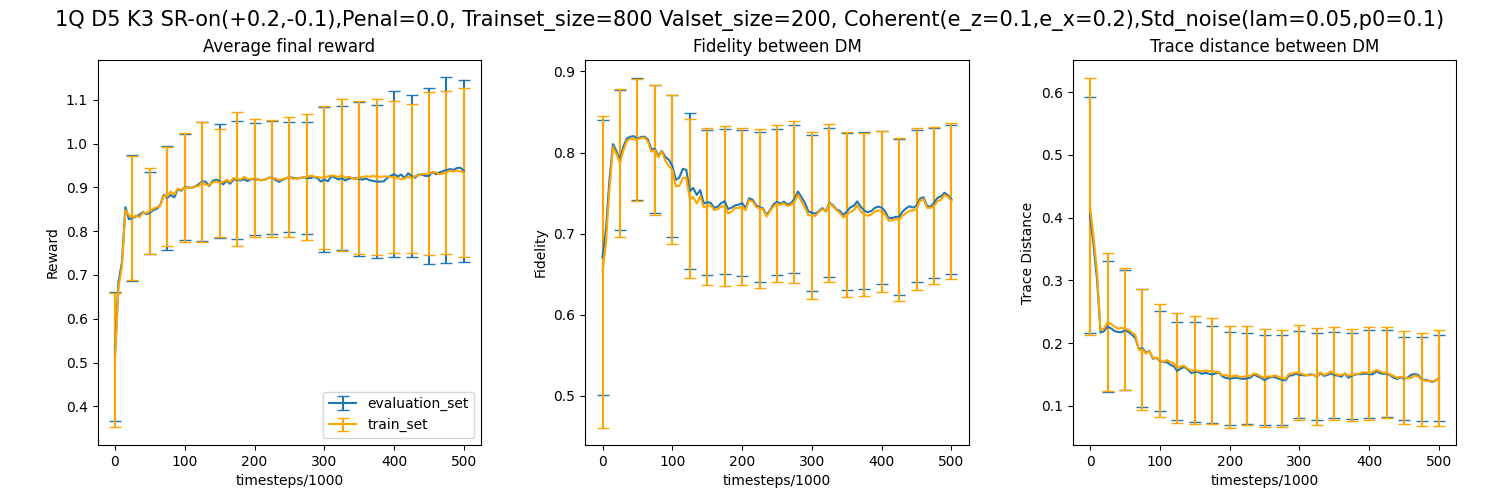 1Q D5 K3 SR-on(+0.2,-0.1),Penal=0.0, Trainset_size=800 Valset_size=200, Coherent(e_z=0.1,e_x=0.2),Std_noise(lam=0.05,p0=0.1)
Average final reward
Reward
1.1
1.0
0.9
0.8
0.7
0.6
0.5
0.4
evaluation_set
train_set
0 100 200 300 400 500
timesteps/1000
Fidelity between DM
Fidelity
0.9
0.8
0.7
0.6
0.5
0 100 200 300 400 500
timesteps/1000
Trace distance between DM
Trace Distance
0.6
0.5
0.4
0.3
0.2
0.1
0 100 200 300 400 500
timesteps/1000